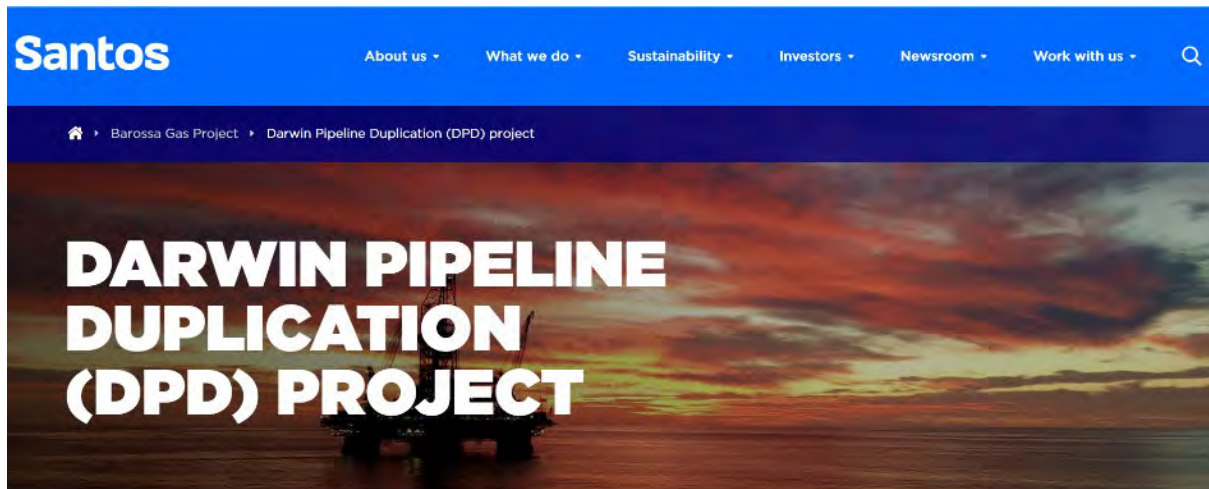 Santos
About us
What we do
Sustainability
Investors
Newsroom
Work with us
Barossa Gas Project
Darwin Pipeline Duplication (DPD) project
DARWIN PIPELINE
DUPLICATION
(DPD) PROJECT